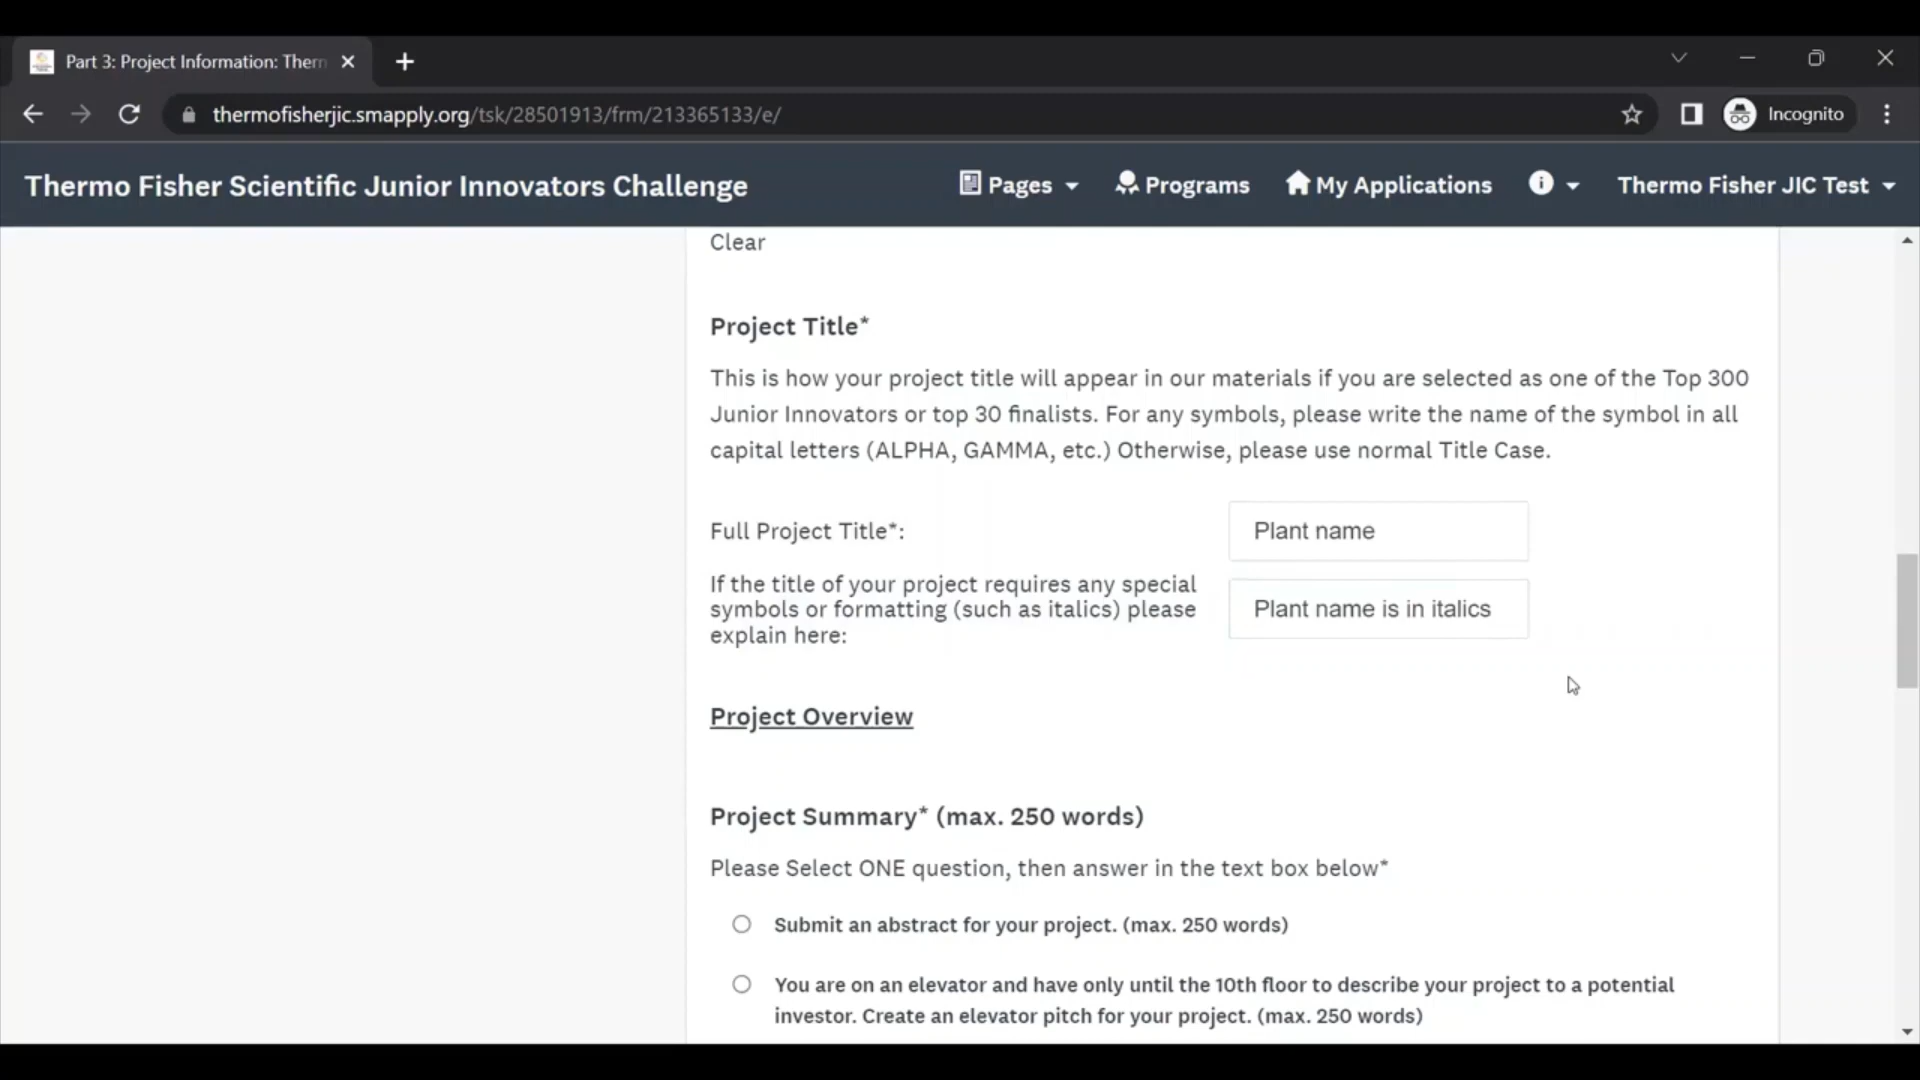 Part 3: Project Information: Therm
thermofisherjic.smapply.org/tsk/28501913/frm/213365133/e/
Incognito
Thermo Fisher Scientific Junior Innovators Challenge
Pages
Programs
My Applications
Thermo Fisher JIC Test
Clear
Project Title*
This is how your project title will appear in our materials if you are selected as one of the Top 300
Junior Innovators or top 30 finalists. For any symbols, please write the name of the symbol in all
capital letters (ALPHA, GAMMA, etc.) Otherwise, please use normal Title Case.
Full Project Title*:
Plant name
If the title of your project requires any special
symbols or formatting (such as italics) please
explain here:
Plant name is in italics
Project Overview
Project Summary* (max. 250 words)
Please Select ONE question, then answer in the text box below*
Submit an abstract for your project. (max. 250 words)
You are on an elevator and have only until the 10th floor to describe your project to a potential
investor. Create an elevator pitch for your project. (max. 250 words)